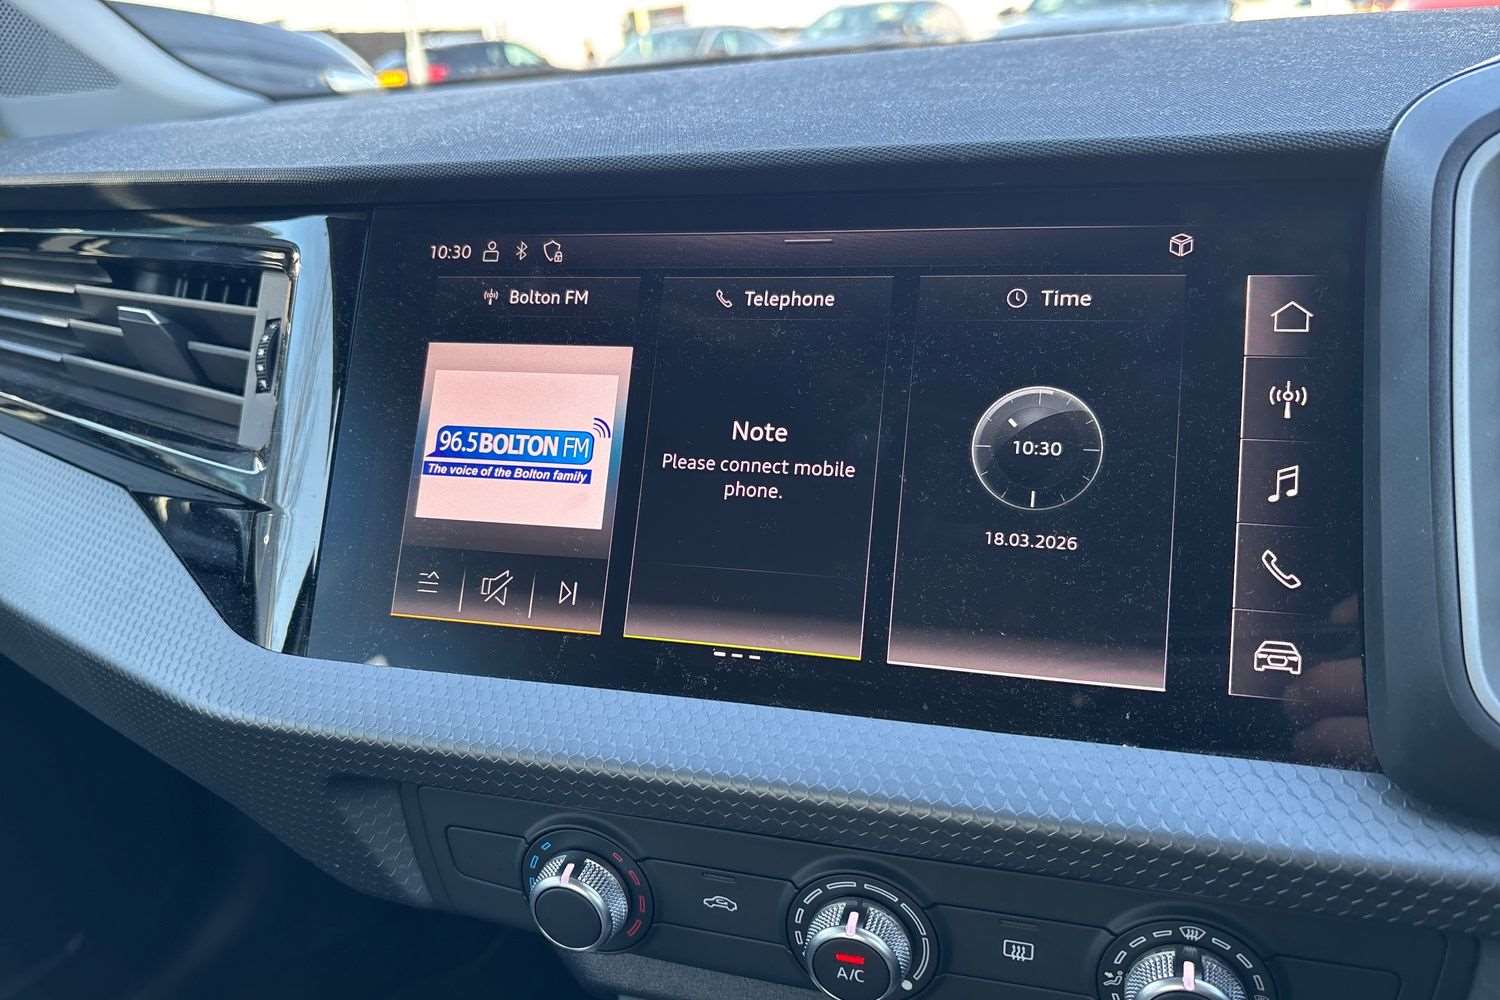 10:30
Bolton FM
Telephone
Time
96.5 BOLTON FM
The voice of the Bolton family
Note
Please connect mobile
phone.
10:30
18.03.2026
A/C